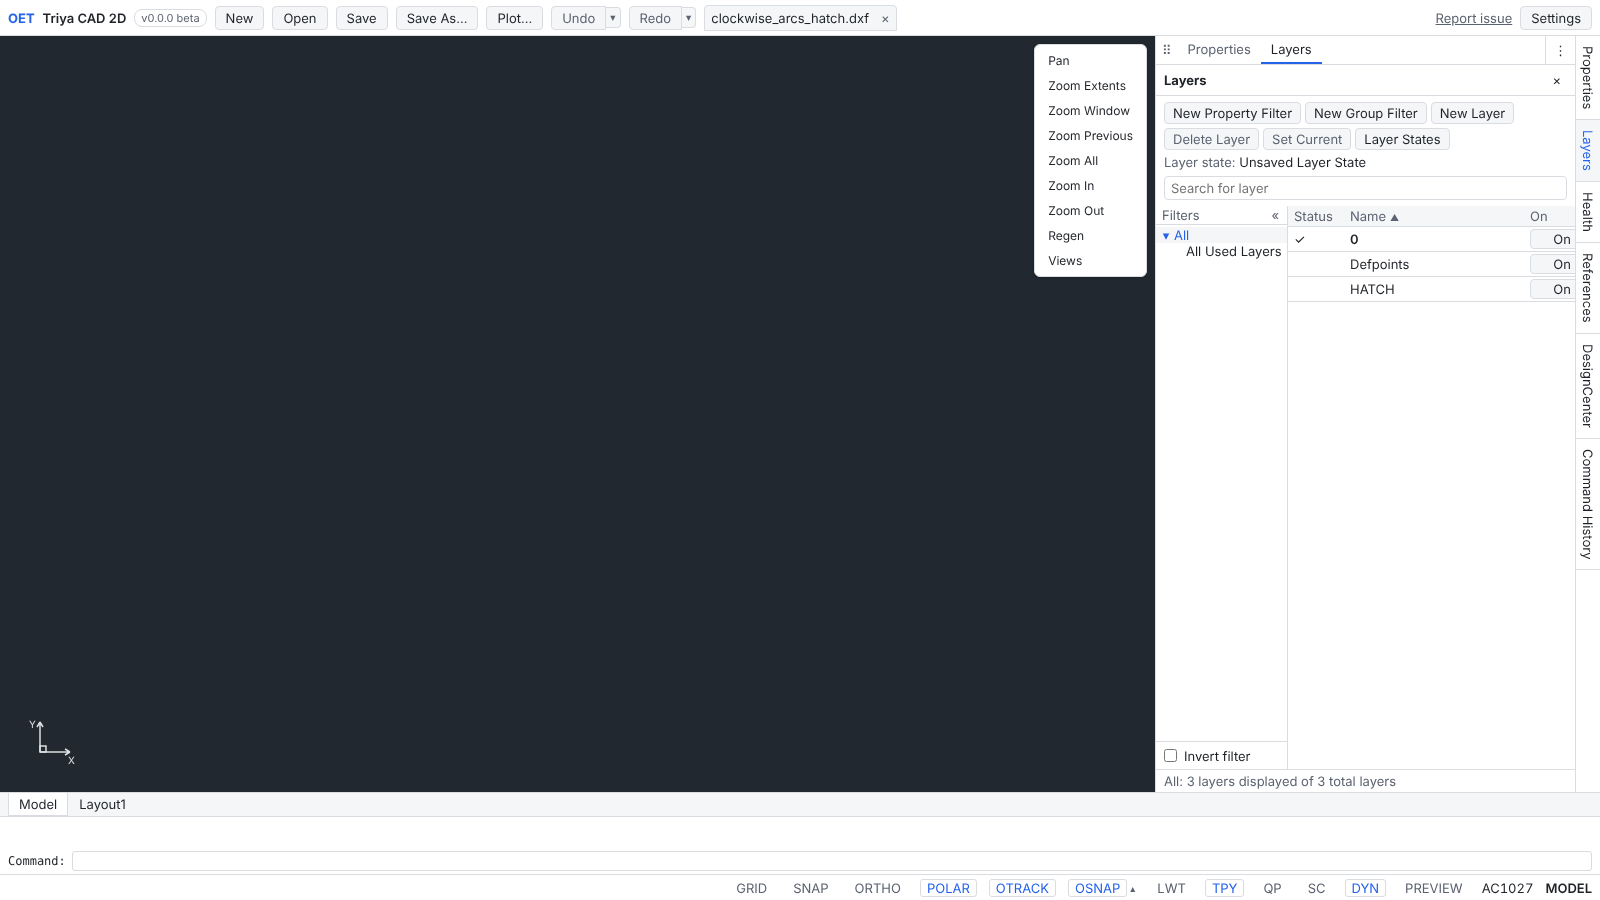 OET Triya CAD 2D v0.0.0 beta New Open Save Save As... Plot... Undo ▾ Redo ▾ clockwise_arcs_hatch.dxf × Report issue Settings
Pan
Zoom Extents
Zoom Window
Zoom Previous
Zoom All
Zoom In
Zoom Out
Regen
Views
Properties Layers ⋮
Layers ×
New Property Filter New Group Filter New Layer
Delete Layer Set Current Layer States
Layer state: Unsaved Layer State
Search for layer
Filters «
▾ All
All Used Layers
Status Name ▲ On
✓ 0 On
Defpoints On
HATCH On
Invert filter
All: 3 layers displayed of 3 total layers
Properties
Layers
Health
References
DesignCenter
Command History
Y
X
Model Layout1
Command:
GRID SNAP ORTHO POLAR OTRACK OSNAP ▴ LWT TPY QP SC DYN PREVIEW AC1027 MODEL